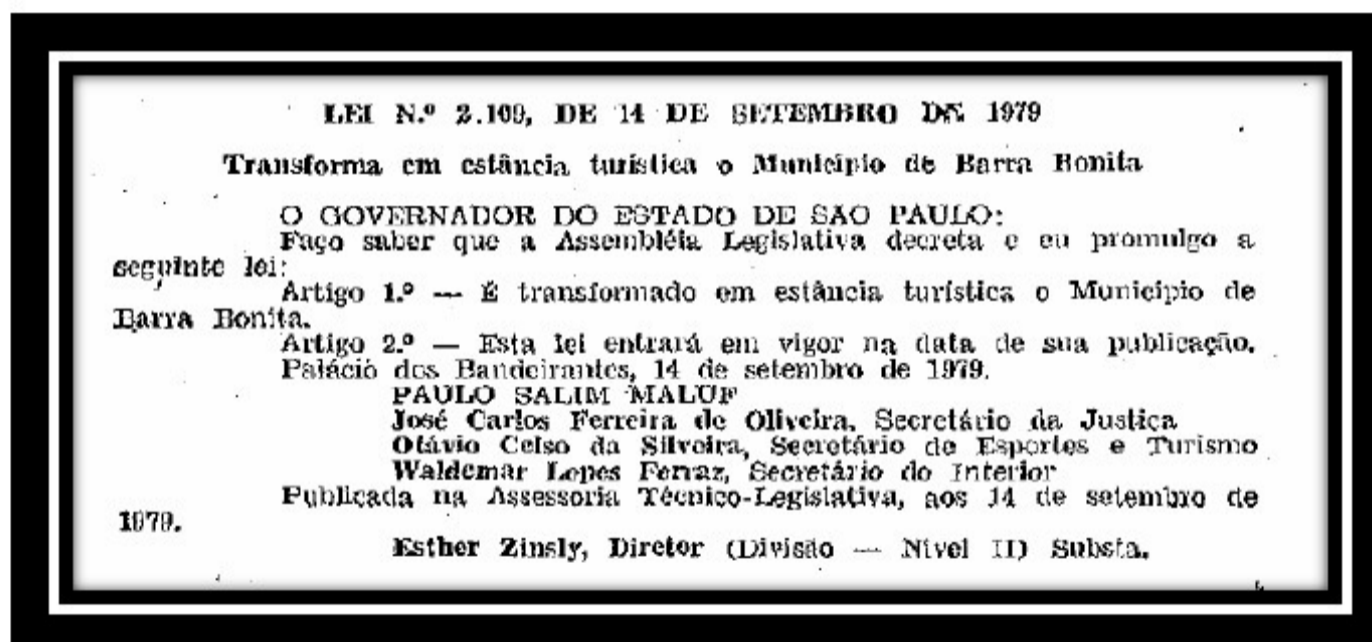 LEI N.º 2.109, DE 14 DE SETEMBRO DE 1979
Transforma em estância turística o Município de Barra Bonita
O GOVERNADOR DO ESTADO DE SAO PAULO:
Faço saber que a Assembléia Legislativa decreta e eu promulgo a
seguinte lei:
Artigo 1.º — É transformado em estância turística o Município de
Barra Bonita.
Artigo 2.º — Esta lei entrará em vigor na data de sua publicação.
Palácio dos Bandeirantes, 14 de setembro de 1979.
PAULO SALIM MALUF
José Carlos Ferreira de Oliveira, Secretário da Justiça
Otávio Celso da Silveira, Secretário de Esportes e Turismo
Waldemar Lopes Ferraz, Secretário do Interior
Publicada na Assessoria Técnico-Legislativa, aos 14 de setembro de
1979.
Esther Zinsly, Diretor (Divisão — Nível II) Substa.